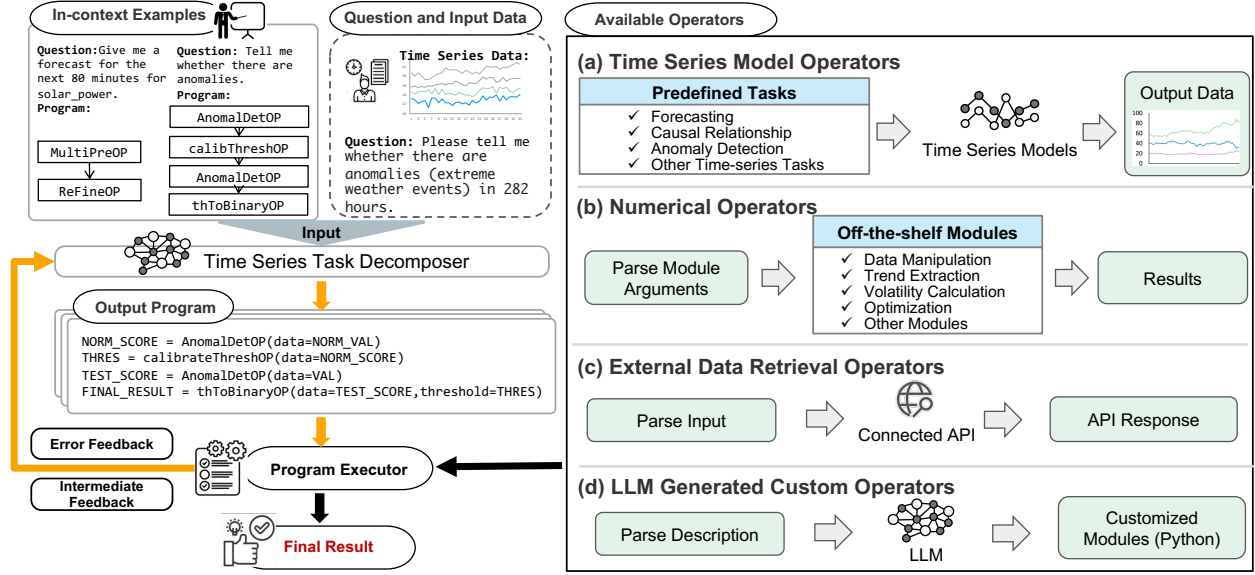 In-context Examples
Question:Give me a
forecast for the
next 80 minutes for
solar_power.
Program:
MultiPreOP
ReFineOP
Question: Tell me
whether there are
anomalies.
Program:
AnomalDetOP
calibThreshOP
AnomalDetOP
thToBinaryOP
Question and Input Data
Time Series Data:
Question: Please tell me
whether there are
anomalies (extreme
weather events) in 282
hours.
Input
Time Series Task Decomposer
Output Program
NORM_SCORE = AnomalDetOP(data=NORM_VAL)
THRES = calibrateThreshOP(data=NORM_SCORE)
TEST_SCORE = AnomalDetOP(data=VAL)
FINAL_RESULT = thToBinaryOP(data=TEST_SCORE,threshold=THRES)
Error Feedback
Intermediate
Feedback
Program Executor
Final Result
Available Operators
(a) Time Series Model Operators
Predefined Tasks
✓ Forecasting
✓ Causal Relationship
✓ Anomaly Detection
✓ Other Time-series Tasks
Time Series Models
Output Data
100
80
60
40
20
0
(b) Numerical Operators
Parse Module
Arguments
Off-the-shelf Modules
✓ Data Manipulation
✓ Trend Extraction
✓ Volatility Calculation
✓ Optimization
✓ Other Modules
Results
(c) External Data Retrieval Operators
Parse Input
Connected API
API Response
(d) LLM Generated Custom Operators
Parse Description
LLM
Customized
Modules (Python)